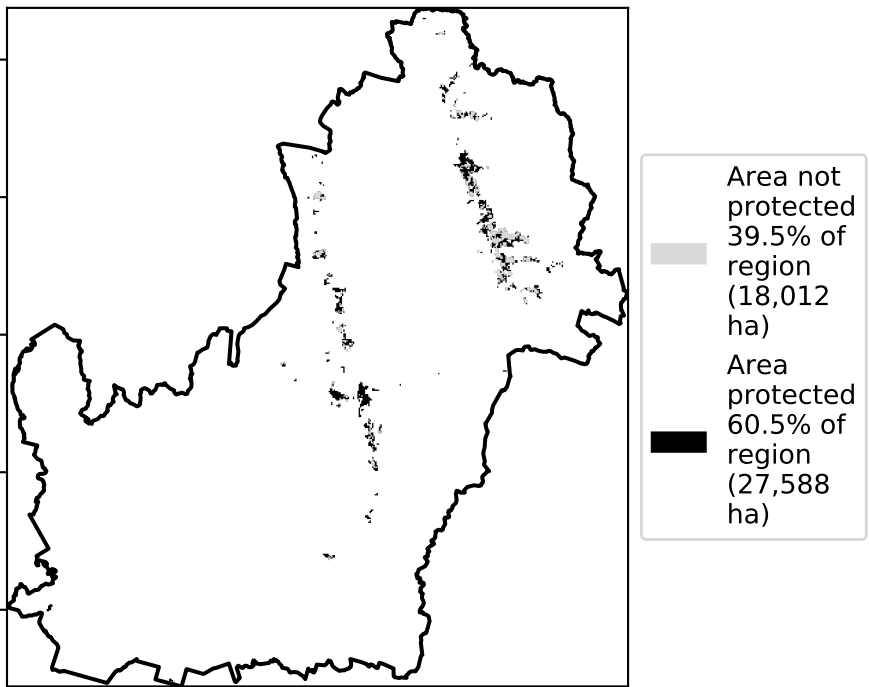 Area not
protected
39.5% of
region
(18,012
ha)
Area
protected
60.5% of
region
(27,588
ha)